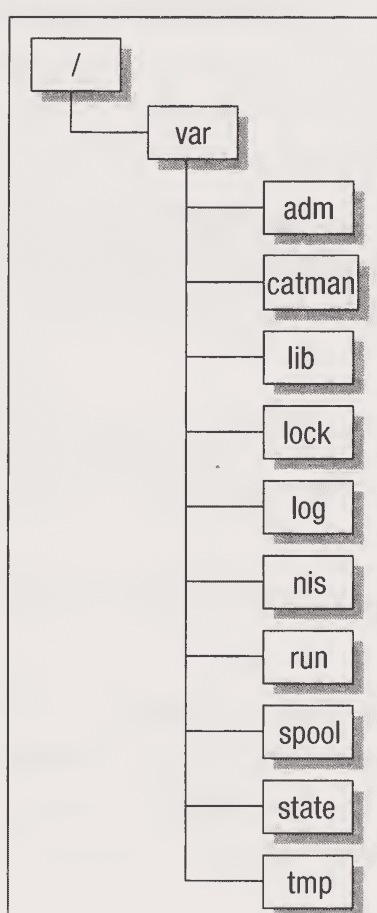 /
var
adm
catman
lib
lock
log
nis
run
spool
state
tmp